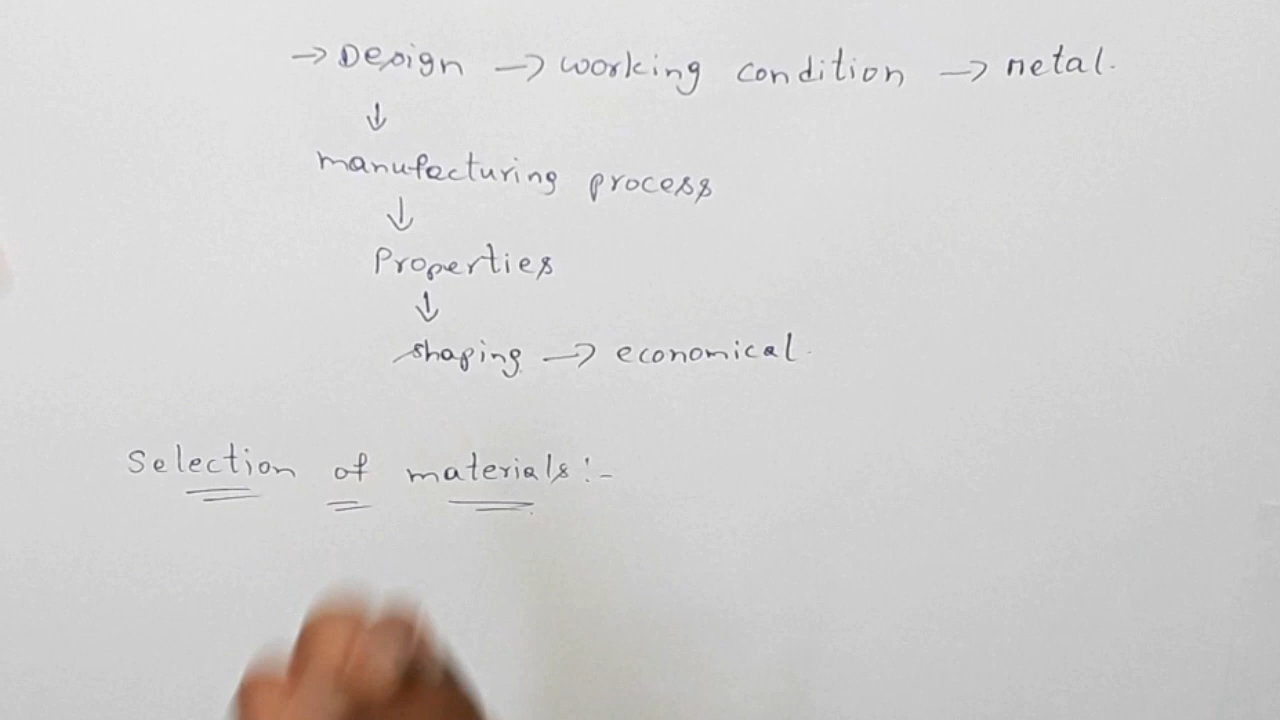 → Design → working condition → metal.
↓
manufacturing process
↓
Properties
↓
shaping → economical.
Selection of materials:-